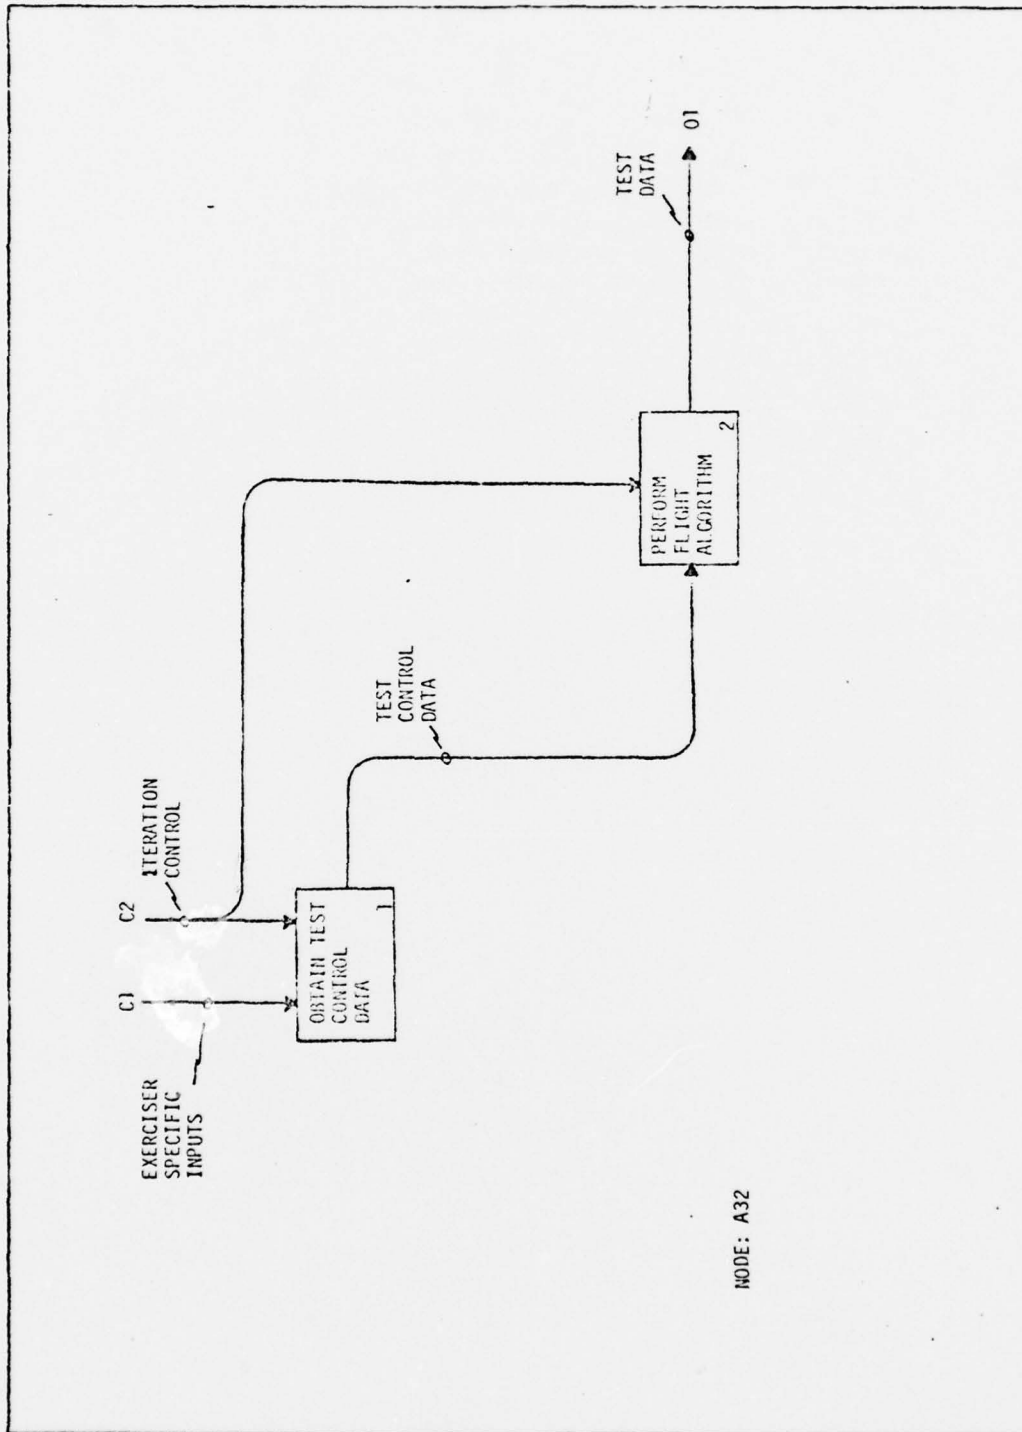 C1
C2
EXERCISER
SPECIFIC
INPUTS
ITERATION
CONTROL
OBTAIN TEST
CONTROL
DATA
1
TEST
CONTROL
DATA
PERFORM
FLIGHT
ALGORITHM
2
TEST
DATA
O1
NODE: A32